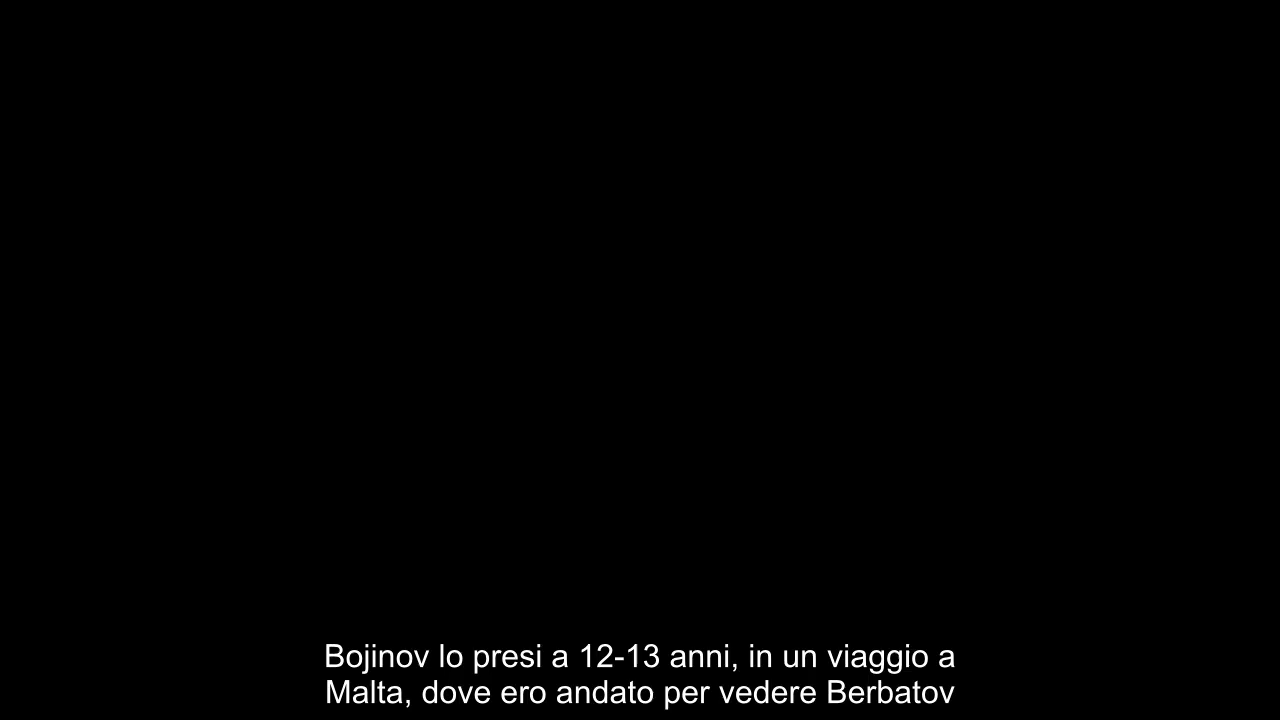 Bojinov lo presi a 12-13 anni, in un viaggio a
Malta, dove ero andato per vedere Berbatov